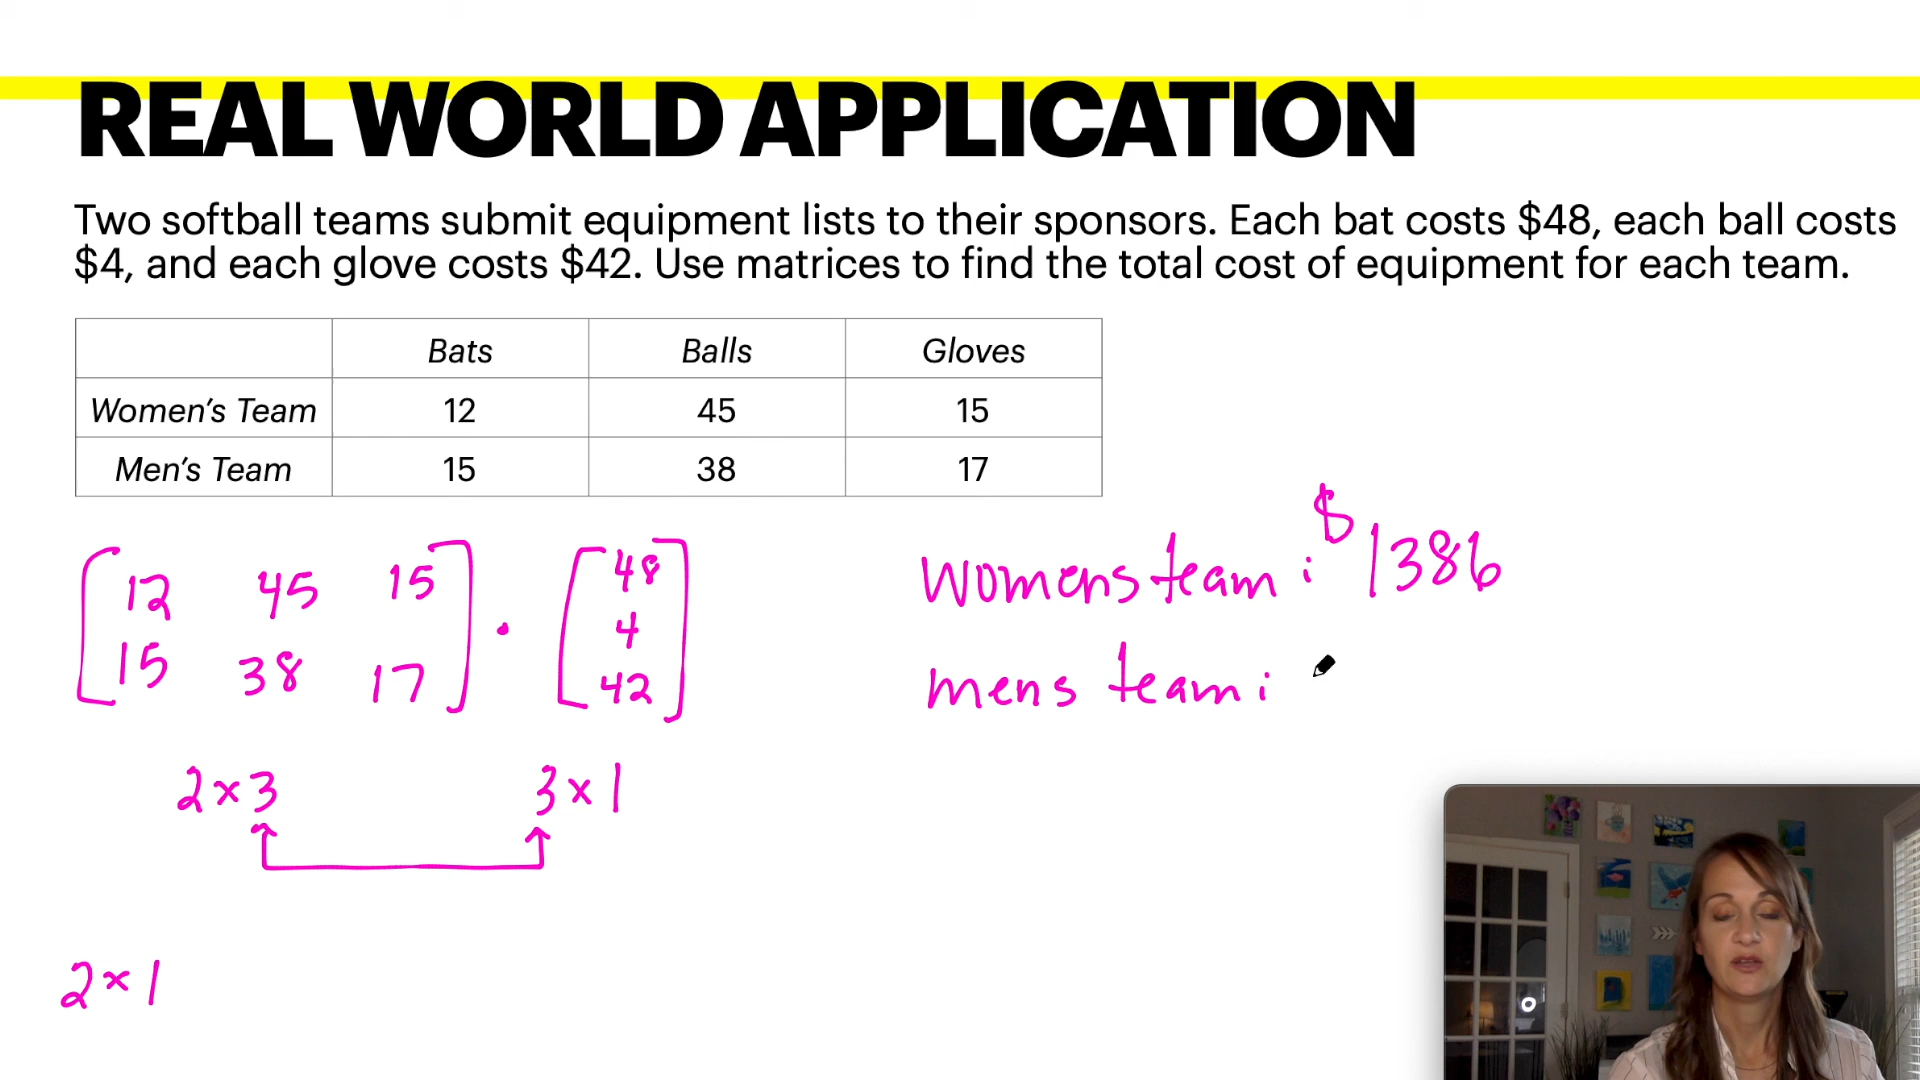 REAL WORLD APPLICATION
Two softball teams submit equipment lists to their sponsors. Each bat costs $48, each ball costs
$4, and each glove costs $42. Use matrices to find the total cost of equipment for each team.
Bats Balls Gloves
Women's Team 12 45 15
Men's Team 15 38 17
12 45 15
15 38 17
·
48
4
42
womens team : $1386
mens team :
2×3 3×1
2×1